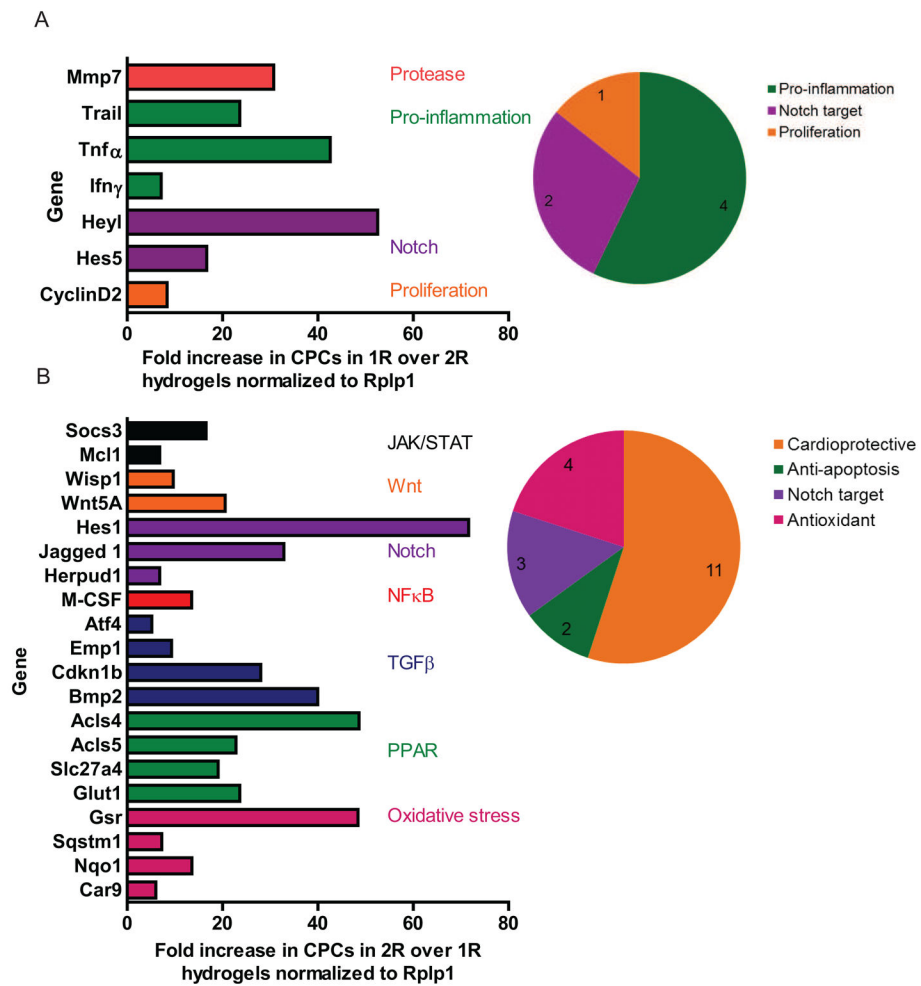 A
Mmp7
Trail
Tnfα
Ifnγ
Heyl
Hes5
CyclinD2
Gene
Protease
Pro-inflammation
Notch
Proliferation
0 20 40 60 80
Fold increase in CPCs in 1R over 2R
hydrogels normalized to Rplp1
1
2
4
Pro-inflammation
Notch target
Proliferation
B
Socs3
Mcl1
Wisp1
Wnt5A
Hes1
Jagged 1
Herpud1
M-CSF
Atf4
Emp1
Cdkn1b
Bmp2
Acls4
Acls5
Slc27a4
Glut1
Gsr
Sqstm1
Nqo1
Car9
Gene
JAK/STAT
Wnt
Notch
NFκB
TGFβ
PPAR
Oxidative stress
0 20 40 60 80
Fold increase in CPCs in 2R over 1R
hydrogels normalized to Rplp1
4
3
2
11
Cardioprotective
Anti-apoptosis
Notch target
Antioxidant